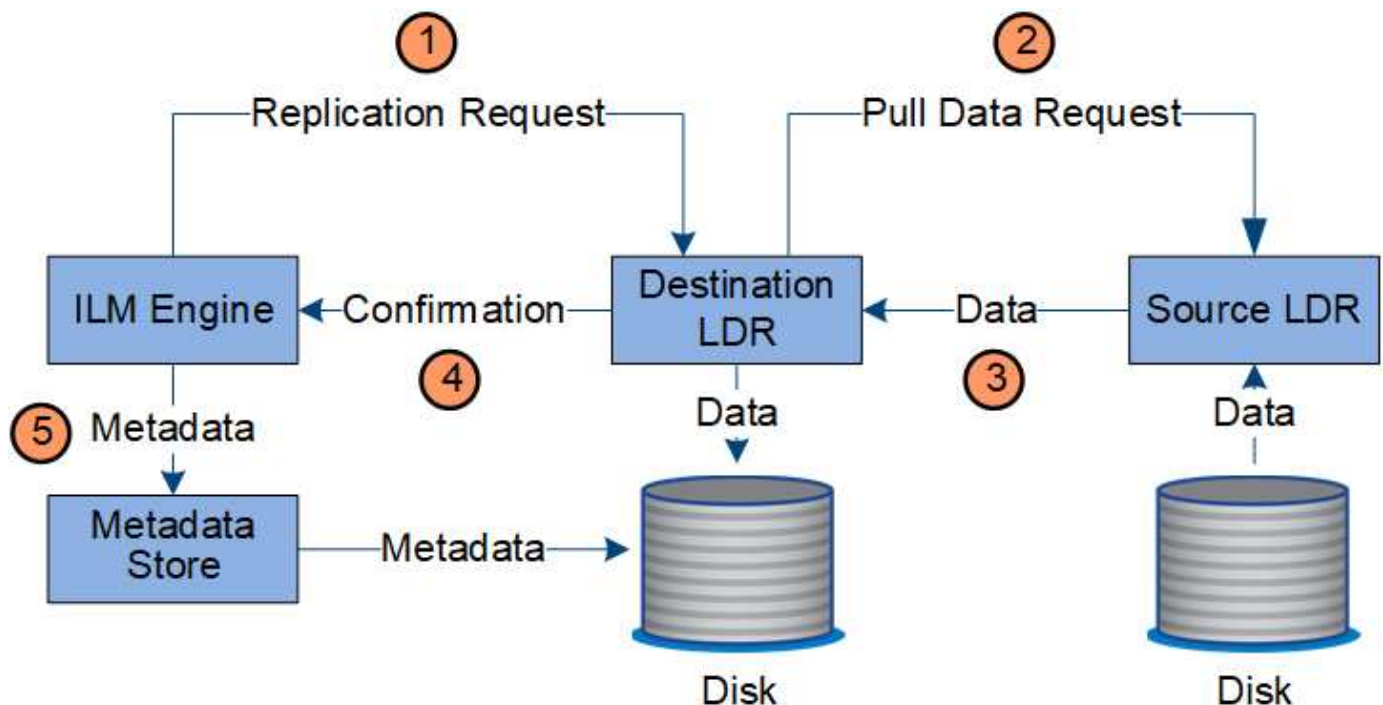 1
2
Replication Request
Pull Data Request
ILM Engine
Confirmation
Destination
LDR
Data
Source LDR
4
3
5
Metadata
Data
Data
Metadata
Store
Metadata
Disk
Disk